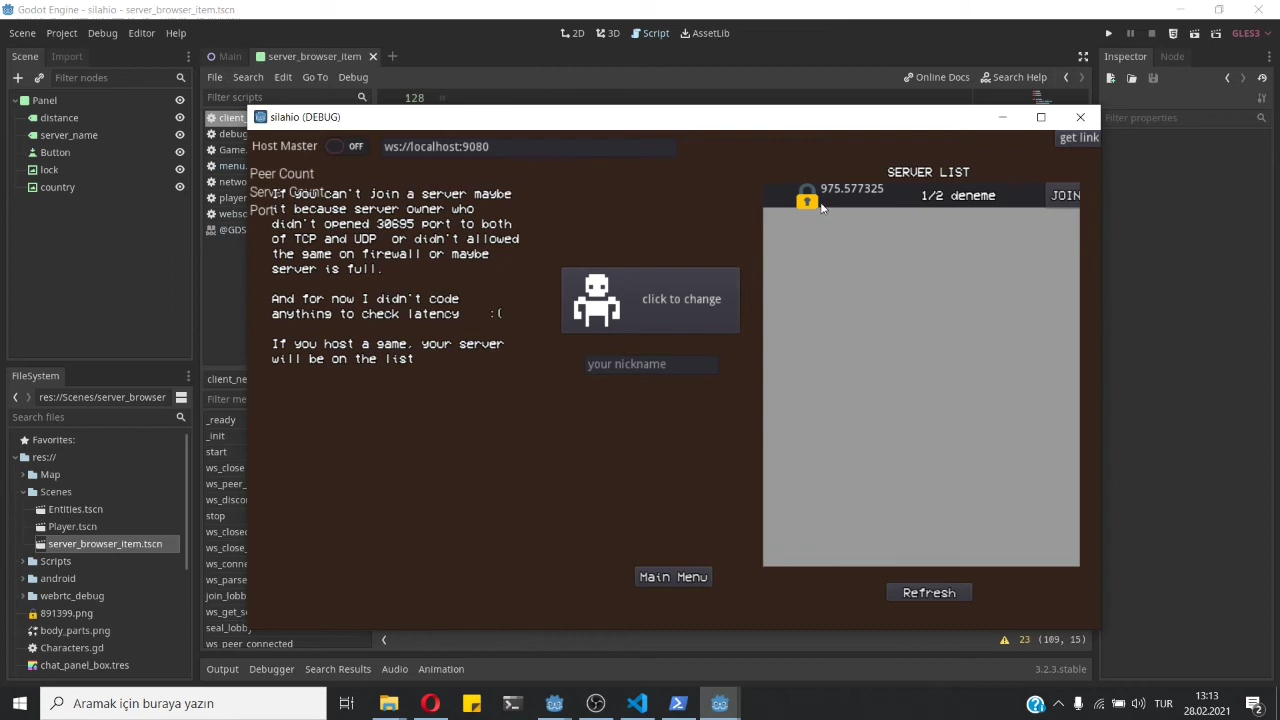 Godot Engine - silahio - server_browser_item.tscn
Scene Project Debug Editor Help
2D 3D Script AssetLib
GLES3
Scene Import
Main server_browser_item.tscn
Inspector Node
Filter nodes
File Search Edit Go To Debug
Online Docs Search Help
Panel
distance
server_name
Button
lock
country
Filter scripts
128
client_
debug
Game.
menu.
netwo
player
webso
@GDS
Filter properties
silahio (DEBUG)
Host Master OFF ws://localhost:9080
get link
Peer Count
Server Count
Port
If you can't join a server maybe
it because server owner who
didn't opened 30695 port to both
of TCP and UDP or didn't allowed
the game on firewall or maybe
server is full.
And for now I didn't code
anything to check latency :(
If you host a game, your server
will be on the list
click to change
your nickname
Main Menu
SERVER LIST
975.577325
1/2 deneme
JOIN
Refresh
FileSystem
res://Scenes/server_browser
Search files
Favorites:
res://
Map
Scenes
Entities.tscn
Player.tscn
server_browser_item.tscn
Scripts
android
webrtc_debug
891399.png
body_parts.png
Characters.gd
chat_panel_box.tres
client_ne
Filter me
_ready
_init
start
ws_close
ws_peer_
ws_disco
stop
ws_closed
ws_close_
ws_conne
ws_parse
join_lobb
ws_get_s
seal_lobby
ws_peer_connected
23 (109, 15)
Output Debugger Search Results Audio Animation
3.2.3.stable
Aramak için buraya yazın
TUR
13:13
28.02.2021
2